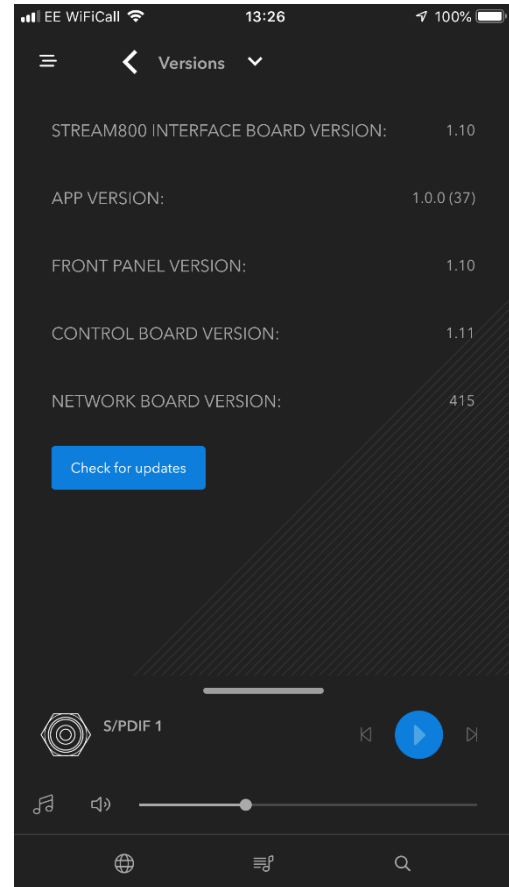 EE WiFiCall 13:26 100%
Versions
STREAM800 INTERFACE BOARD VERSION: 1.10
APP VERSION: 1.0.0 (37)
FRONT PANEL VERSION: 1.10
CONTROL BOARD VERSION: 1.11
NETWORK BOARD VERSION: 415
Check for updates
S/PDIF 1